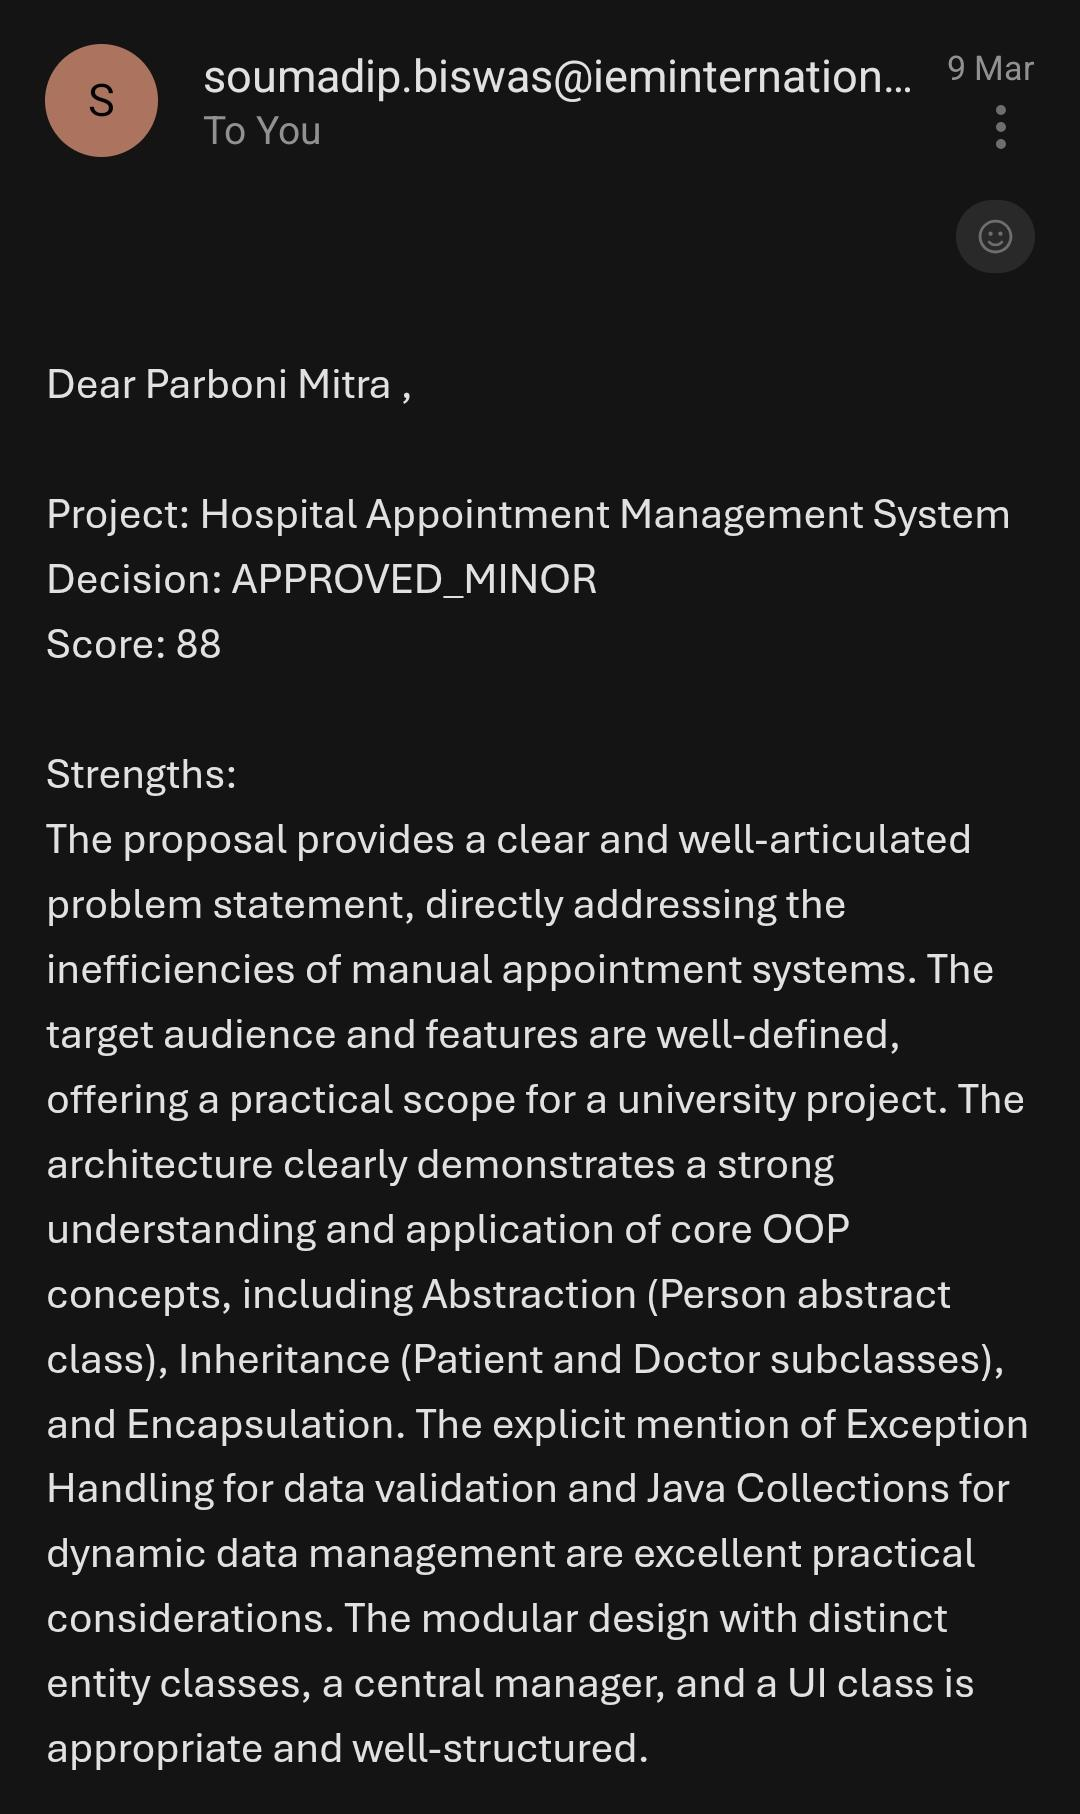 S
soumadip.biswas@ieminternation...
9 Mar
To You
Dear Parboni Mitra ,
Project: Hospital Appointment Management System
Decision: APPROVED_MINOR
Score: 88
Strengths:
The proposal provides a clear and well-articulated
problem statement, directly addressing the
inefficiencies of manual appointment systems. The
target audience and features are well-defined,
offering a practical scope for a university project. The
architecture clearly demonstrates a strong
understanding and application of core OOP
concepts, including Abstraction (Person abstract
class), Inheritance (Patient and Doctor subclasses),
and Encapsulation. The explicit mention of Exception
Handling for data validation and Java Collections for
dynamic data management are excellent practical
considerations. The modular design with distinct
entity classes, a central manager, and a UI class is
appropriate and well-structured.